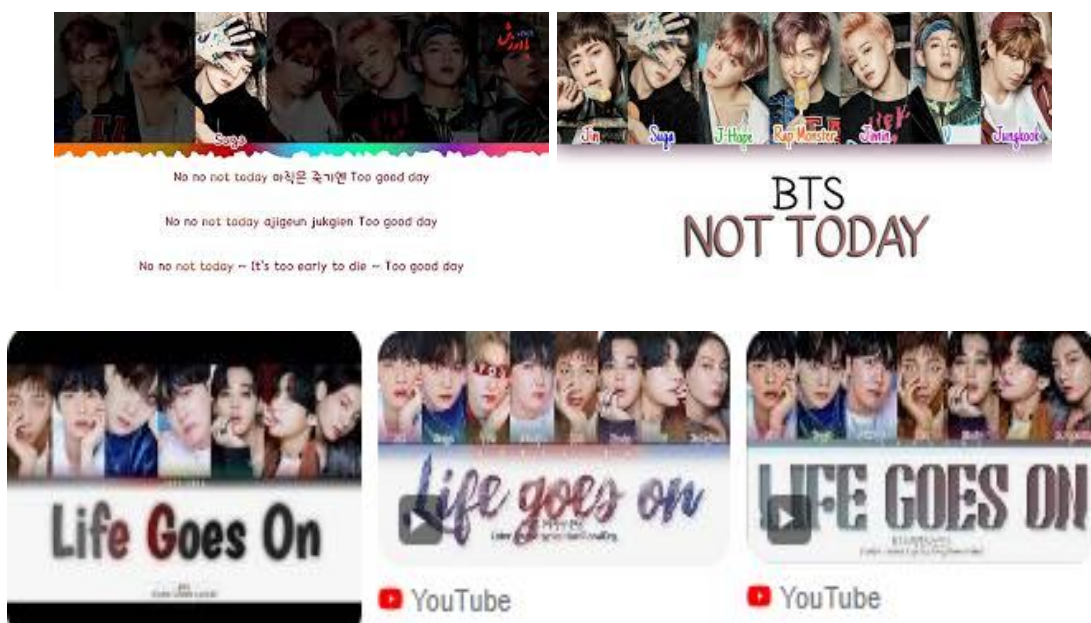 Suga
No no not today 아직은 죽기엔 Too good day
No no not today ajigeun jukgien Too good day
No no not today ~ It's too early to die ~ Too good day
Jin Suga J-Hope Rap Monster Jimin V Jungkook
BTS
NOT TODAY
Life Goes On
Life goes on
YouTube
LIFE GOES ON
YouTube